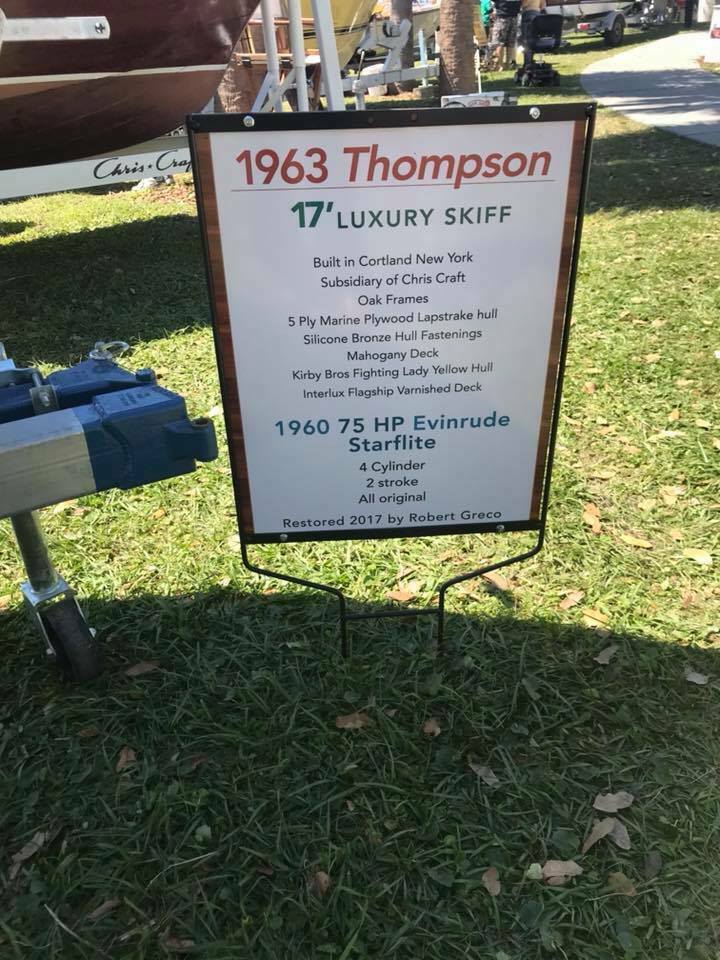 Chris • Cra
1963 Thompson
17' LUXURY SKIFF
Built in Cortland New York
Subsidiary of Chris Craft
Oak Frames
5 Ply Marine Plywood Lapstrake hull
Silicone Bronze Hull Fastenings
Mahogany Deck
Kirby Bros Fighting Lady Yellow Hull
Interlux Flagship Varnished Deck
1960 75 HP Evinrude
Starflite
4 Cylinder
2 stroke
All original
Restored 2017 by Robert Greco